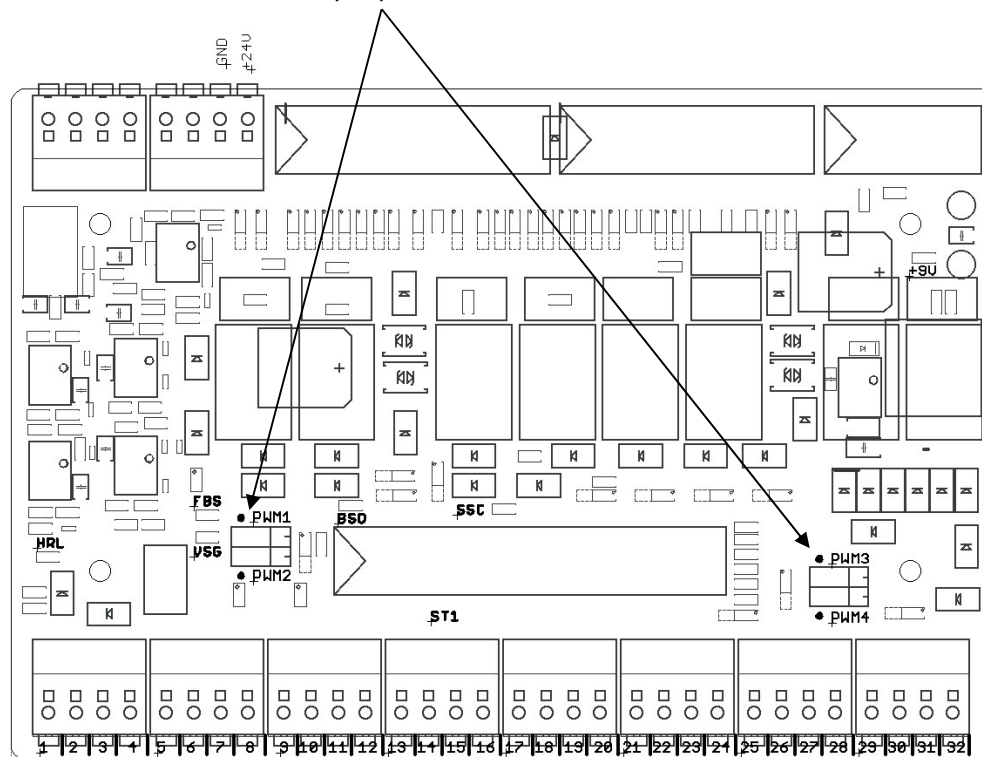 GND +24V
+9V
FBS
PWM1
BSD
SSC
HRL
VSG
PWM2
PWM3
ST1
PWM4
1 2 3 4 5 6 7 8 9 10 11 12 13 14 15 16 17 18 19 20 21 22 23 24 25 26 27 28 29 30 31 32